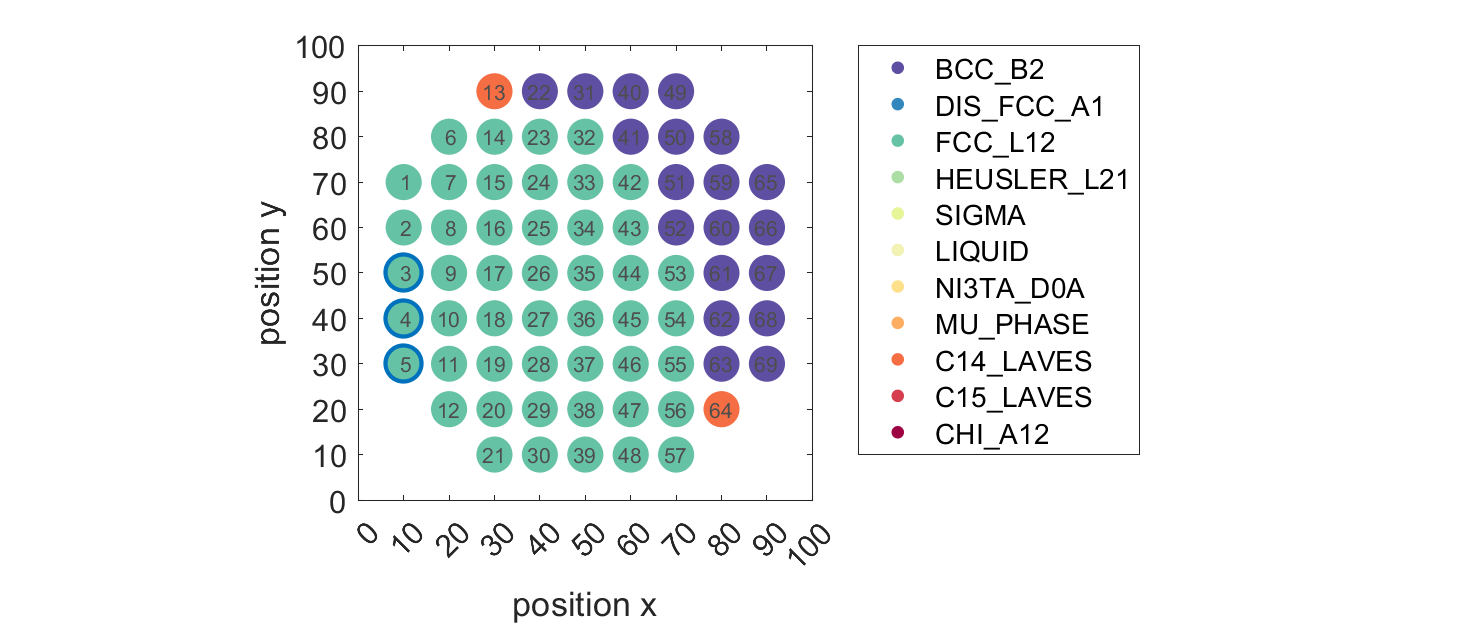 100
90
80
70
60
50
40
30
20
10
0
position y
13 22 31 40 49
6 14 23 32 41 50 58
1 7 15 24 33 42 51 59 65
2 8 16 25 34 43 52 60 66
3 9 17 26 35 44 53 61 67
4 10 18 27 36 45 54 62 68
5 11 19 28 37 46 55 63 69
12 20 29 38 47 56 64
21 30 39 48 57
0 10 20 30 40 50 60 70 80 90 100
position x
BCC_B2
DIS_FCC_A1
FCC_L12
HEUSLER_L21
SIGMA
LIQUID
NI3TA_D0A
MU_PHASE
C14_LAVES
C15_LAVES
CHI_A12